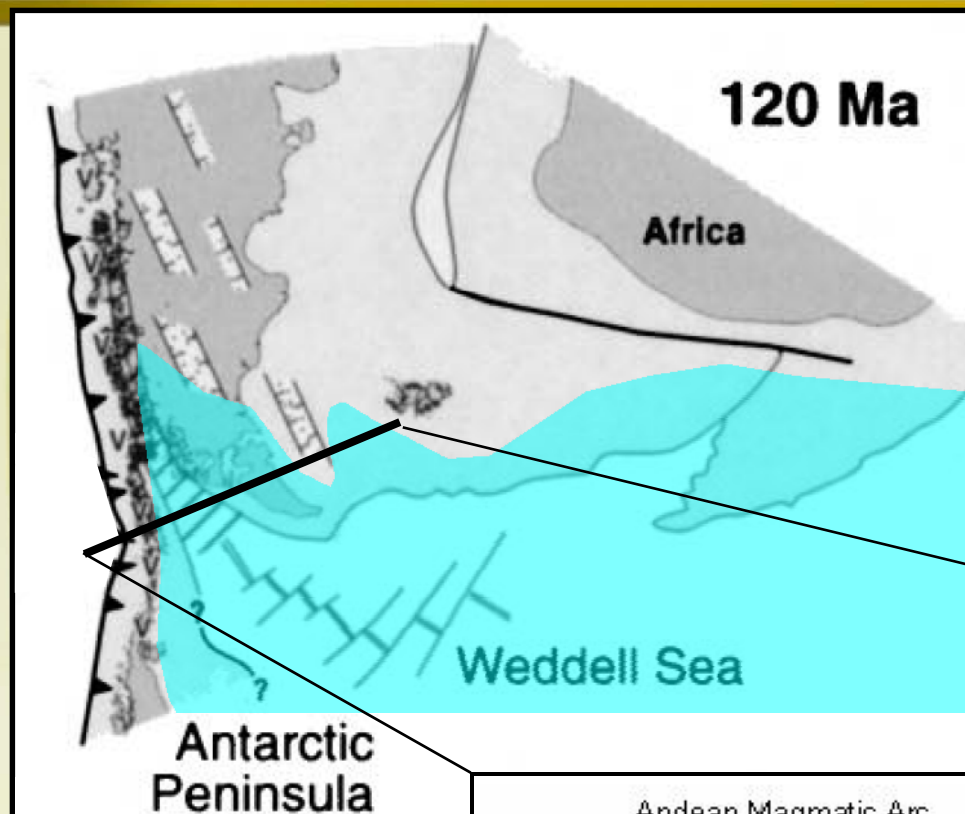 120 Ma
Africa
?
?
Weddell Sea
Antarctic
Peninsula
Andean Magmatic Arc